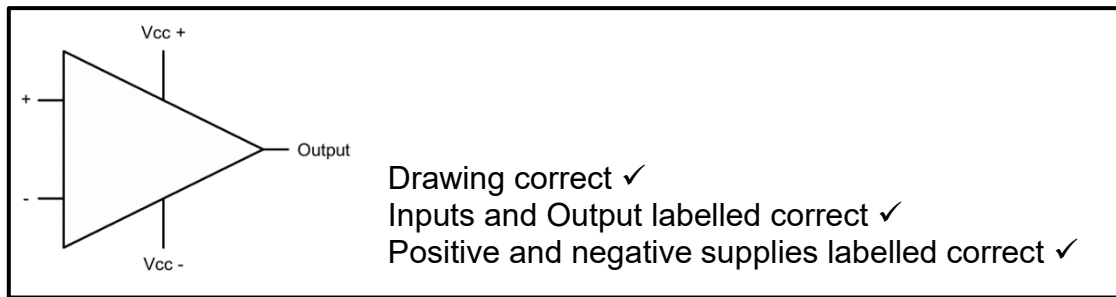 Vcc +
+
Output
-
Vcc -
Drawing correct ✓
Inputs and Output labelled correct ✓
Positive and negative supplies labelled correct ✓